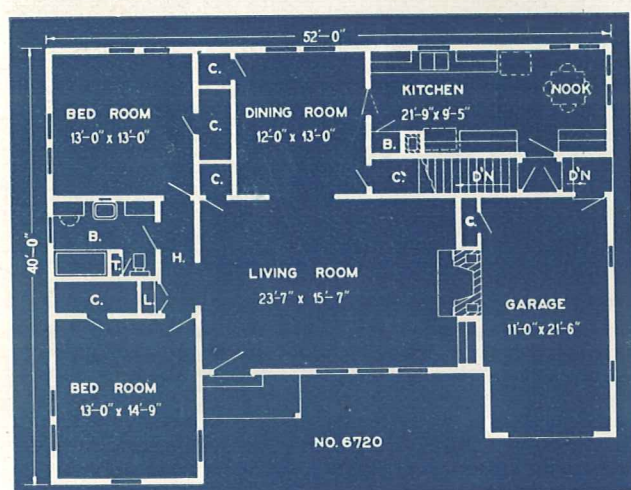 52'-0"
40'-0"
BED ROOM
13'-0" x 13'-0"
C.
C.
C.
DINING ROOM
12'-0" x 13'-0"
KITCHEN
21'-9" x 9'-5"
NOOK
B.
C.
D'N
D'N
B.
T.
H.
C.
L.
LIVING ROOM
23'-7" x 15'-7"
C.
GARAGE
11'-0" x 21'-6"
BED ROOM
13'-0" x 14'-9"
NO. 6720